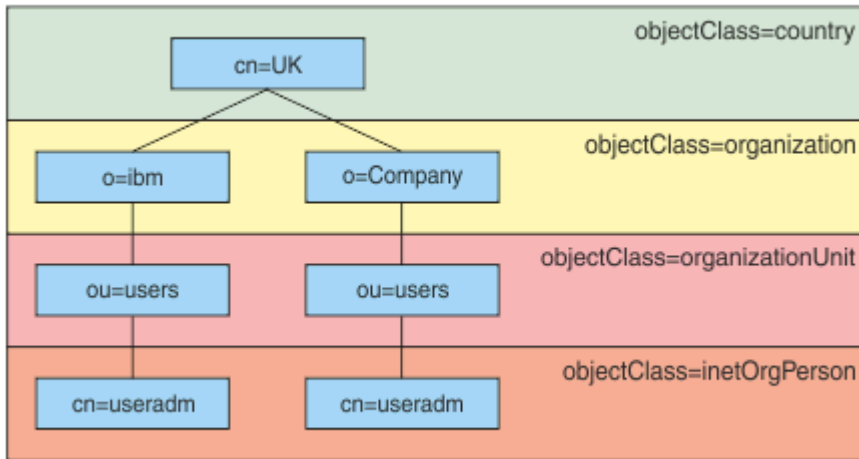 objectClass=country
cn=UK
objectClass=organization
o=ibm
o=Company
objectClass=organizationUnit
ou=users
ou=users
objectClass=inetOrgPerson
cn=useradm
cn=useradm